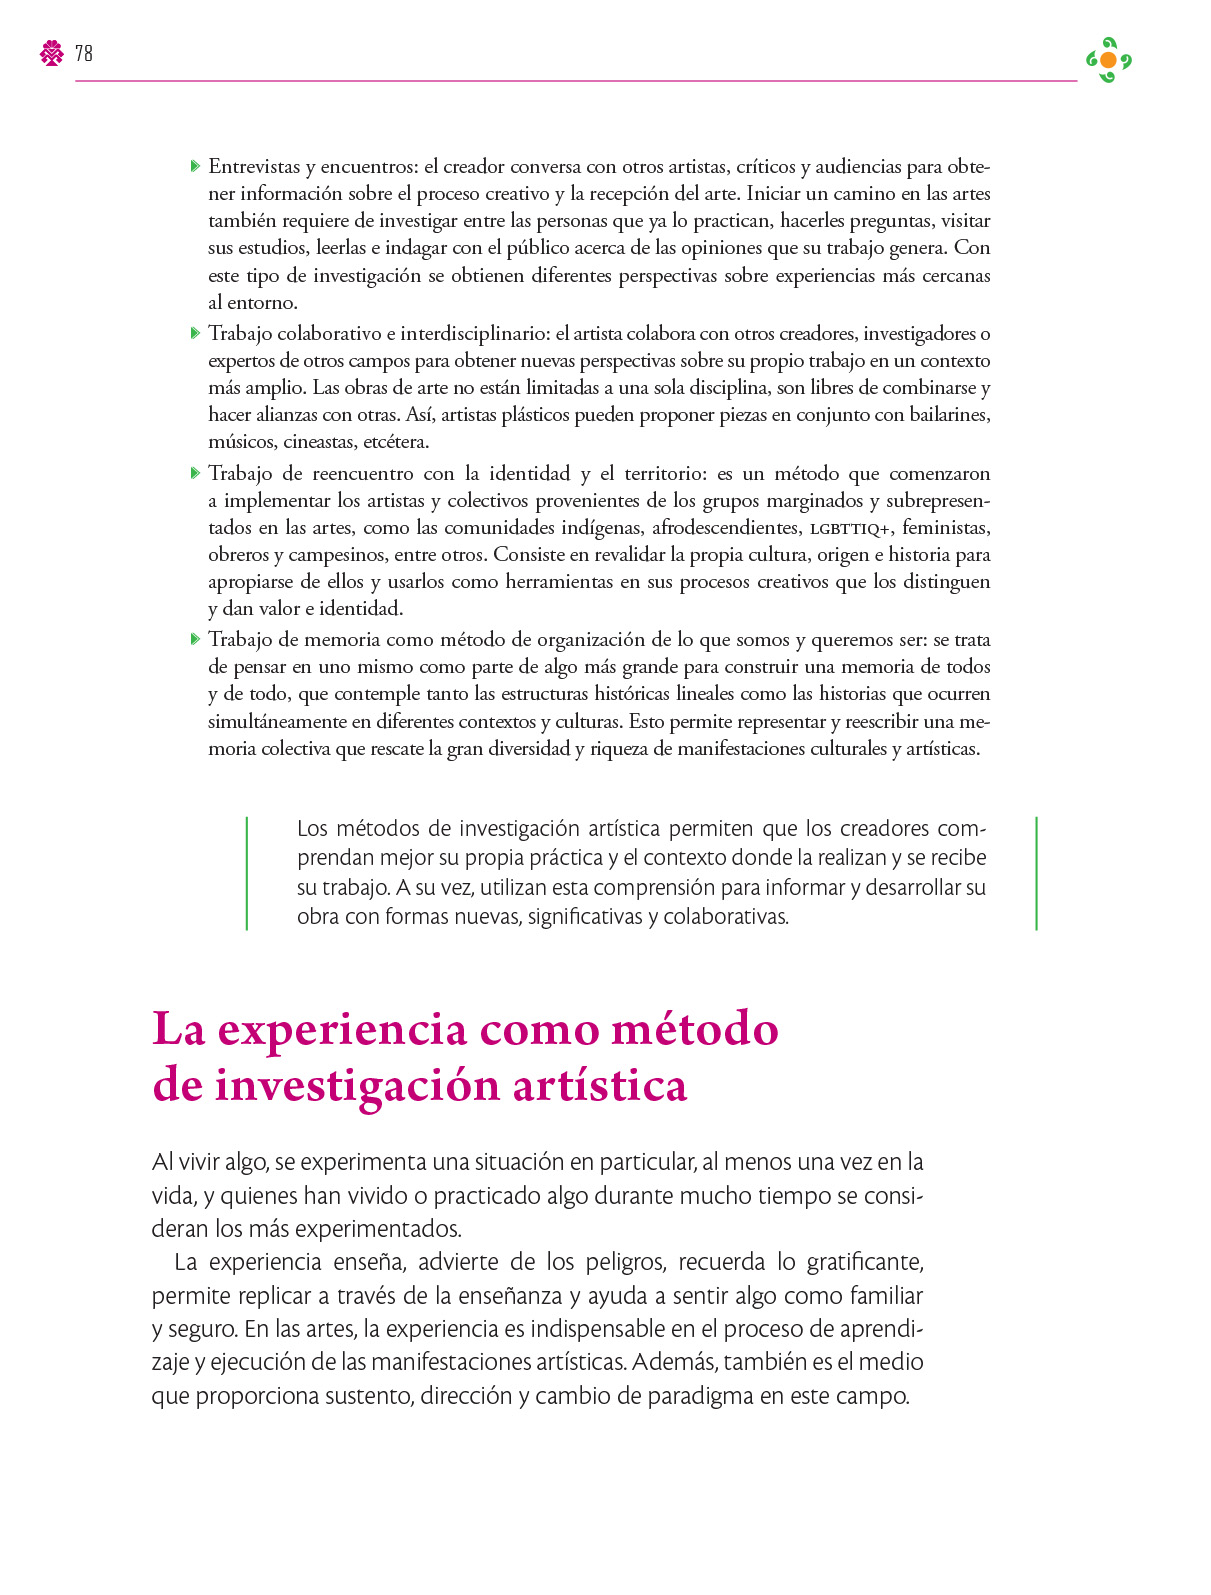 78
Entrevistas y encuentros: el creador conversa con otros artistas, críticos y audiencias para obte-
ner información sobre el proceso creativo y la recepción del arte. Iniciar un camino en las artes
también requiere de investigar entre las personas que ya lo practican, hacerles preguntas, visitar
sus estudios, leerlas e indagar con el público acerca de las opiniones que su trabajo genera. Con
este tipo de investigación se obtienen diferentes perspectivas sobre experiencias más cercanas
al entorno.
Trabajo colaborativo e interdisciplinario: el artista colabora con otros creadores, investigadores o
expertos de otros campos para obtener nuevas perspectivas sobre su propio trabajo en un contexto
más amplio. Las obras de arte no están limitadas a una sola disciplina, son libres de combinarse y
hacer alianzas con otras. Así, artistas plásticos pueden proponer piezas en conjunto con bailarines,
músicos, cineastas, etcétera.
Trabajo de reencuentro con la identidad y el territorio: es un método que comenzaron
a implementar los artistas y colectivos provenientes de los grupos marginados y subrepresen-
tados en las artes, como las comunidades indígenas, afrodescendientes, LGBTTIQ+, feministas,
obreros y campesinos, entre otros. Consiste en revalidar la propia cultura, origen e historia para
apropiarse de ellos y usarlos como herramientas en sus procesos creativos que los distinguen
y dan valor e identidad.
Trabajo de memoria como método de organización de lo que somos y queremos ser: se trata
de pensar en uno mismo como parte de algo más grande para construir una memoria de todos
y de todo, que contemple tanto las estructuras históricas lineales como las historias que ocurren
simultáneamente en diferentes contextos y culturas. Esto permite representar y reescribir una me-
moria colectiva que rescate la gran diversidad y riqueza de manifestaciones culturales y artísticas.
Los métodos de investigación artística permiten que los creadores com-
prendan mejor su propia práctica y el contexto donde la realizan y se recibe
su trabajo. A su vez, utilizan esta comprensión para informar y desarrollar su
obra con formas nuevas, significativas y colaborativas.
La experiencia como método
de investigación artística
Al vivir algo, se experimenta una situación en particular, al menos una vez en la
vida, y quienes han vivido o practicado algo durante mucho tiempo se consi-
deran los más experimentados.
La experiencia enseña, advierte de los peligros, recuerda lo gratificante,
permite replicar a través de la enseñanza y ayuda a sentir algo como familiar
y seguro. En las artes, la experiencia es indispensable en el proceso de aprendi-
zaje y ejecución de las manifestaciones artísticas. Además, también es el medio
que proporciona sustento, dirección y cambio de paradigma en este campo.